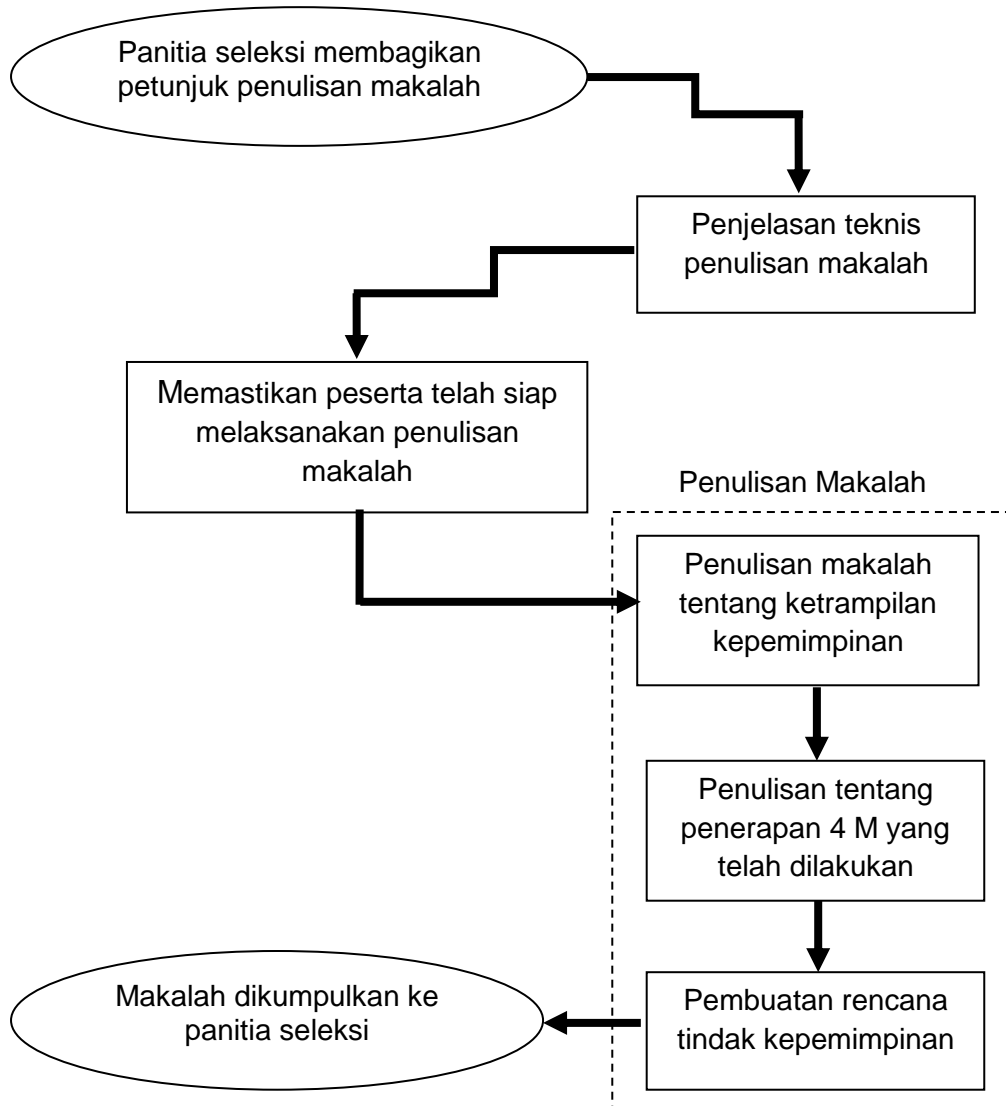 Panitia seleksi membagikan
petunjuk penulisan makalah
Penjelasan teknis
penulisan makalah
Memastikan peserta telah siap
melaksanakan penulisan
makalah
Penulisan Makalah
Penulisan makalah
tentang ketrampilan
kepemimpinan
Penulisan tentang
penerapan 4 M yang
telah dilakukan
Pembuatan rencana
tindak kepemimpinan
Makalah dikumpulkan ke
panitia seleksi